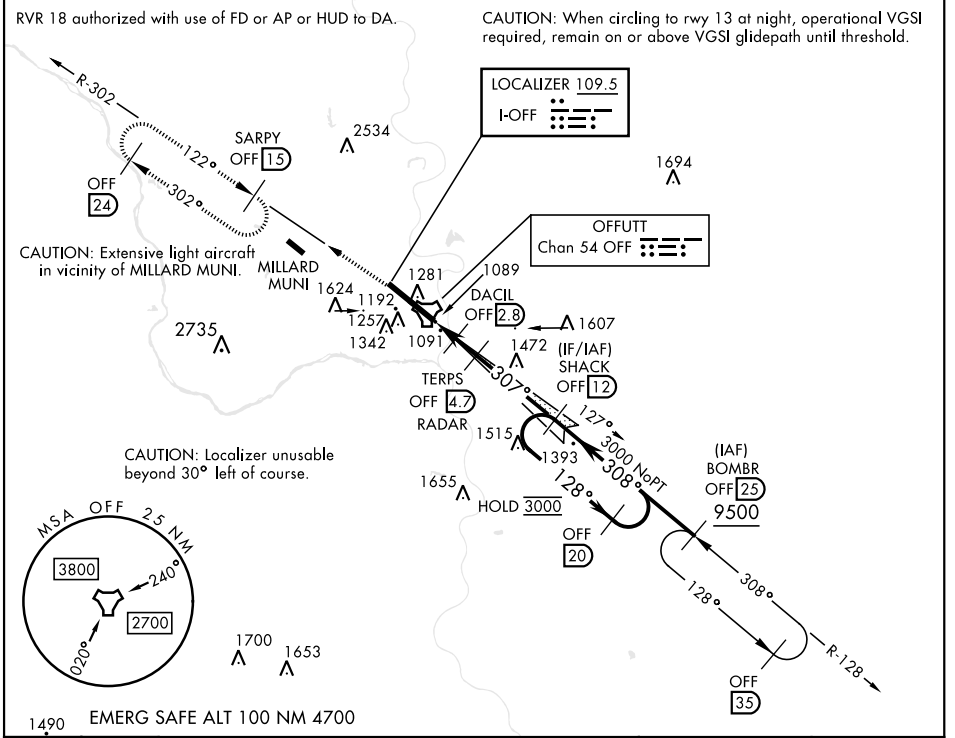 RVR 18 authorized with use of FD or AP or HUD to DA.
CAUTION: When circling to rwy 13 at night, operational VGSI
required, remain on or above VGSI glidepath until threshold.
R-302
LOCALIZER 109.5
I-OFF
SARPY
OFF 15
2534
122°
302°
OFF
24
1694
OFFUTT
Chan 54 OFF
CAUTION: Extensive light aircraft
in vicinity of MILLARD MUNI.
MILLARD
MUNI
1624
1192
1257
1342
1281
1089
1091
DACIL
OFF 2.8
1607
1472
2735
TERPS
OFF 4.7
RADAR
307°
(IF/IAF)
SHACK
OFF 12
127°
3000 NoPT
308°
1515
1393
128°
1655
HOLD 3000
OFF
20
(IAF)
BOMBR
OFF 25
9500
308°
128°
R-128
OFF
35
CAUTION: Localizer unusable
beyond 30° left of course.
MSA OFF 25 NM
3800
240°
2700
020°
1700
1653
1490
EMERG SAFE ALT 100 NM 4700